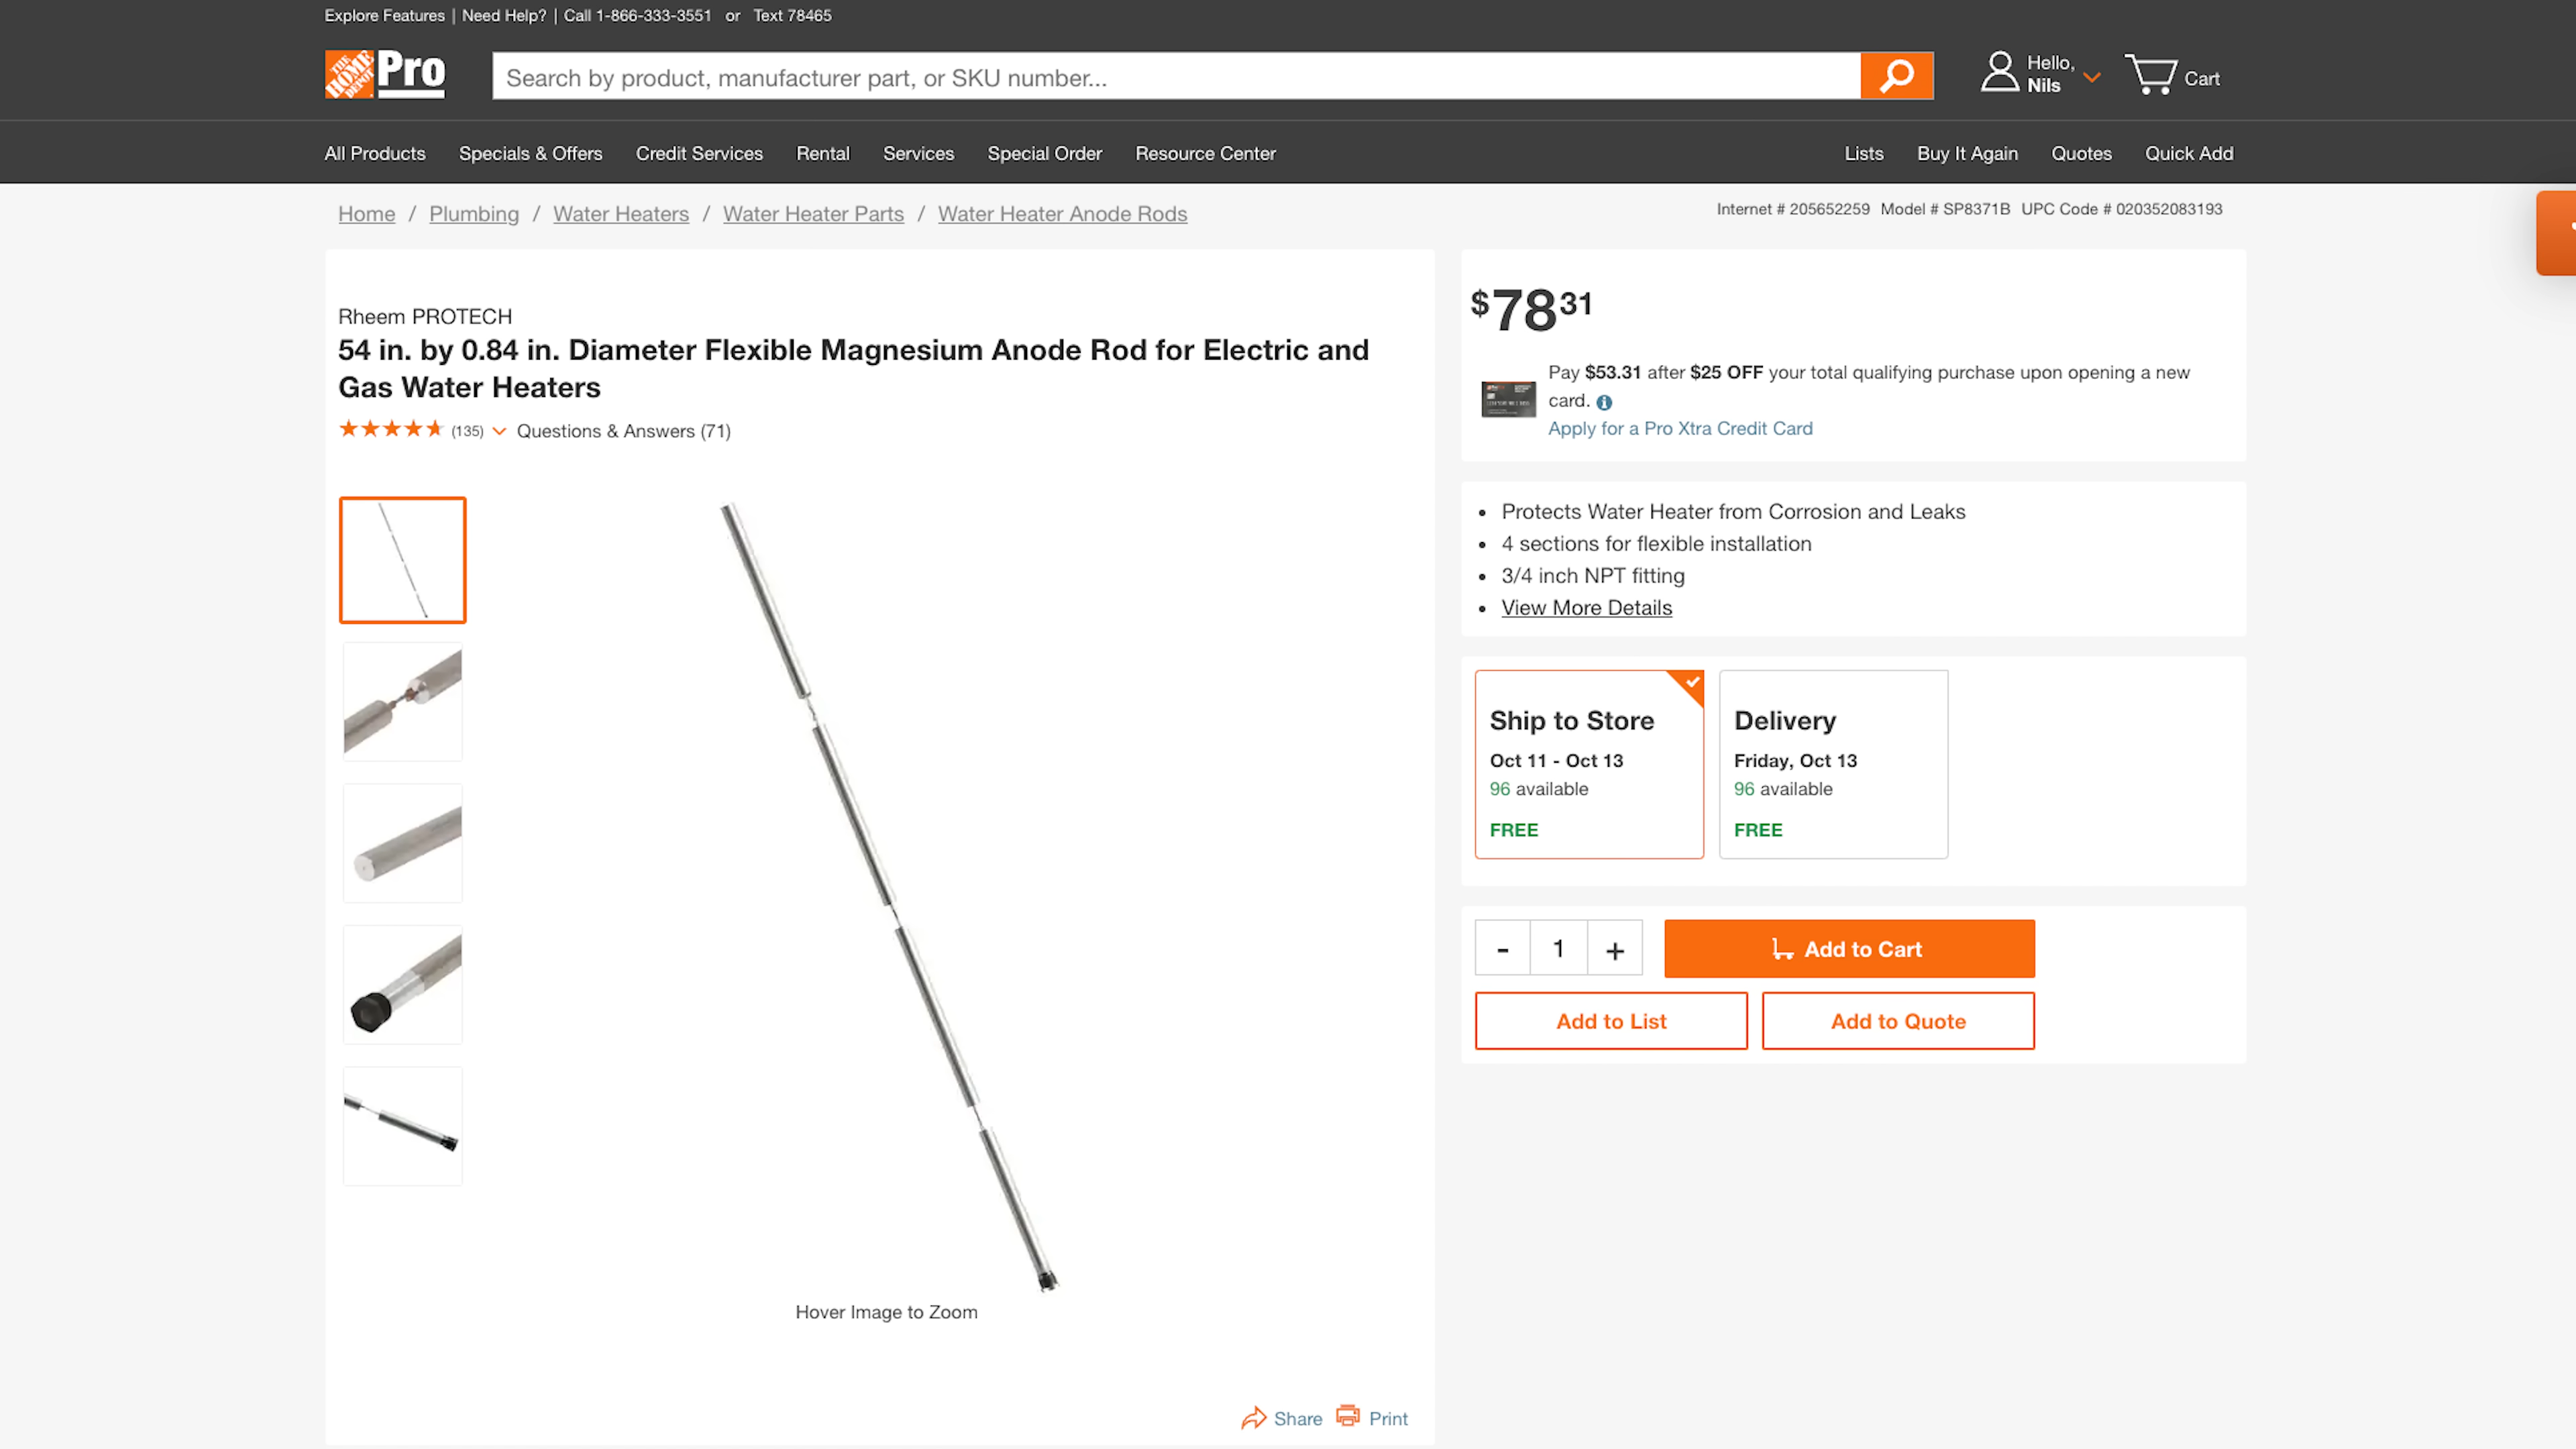 Explore Features | Need Help? | Call 1-866-333-3551 or Text 78465
THE HOME DEPOT Pro
Search by product, manufacturer part, or SKU number...
Hello,
Nils
Cart
All Products Specials & Offers Credit Services Rental Services Special Order Resource Center Lists Buy It Again Quotes Quick Add
Home / Plumbing / Water Heaters / Water Heater Parts / Water Heater Anode Rods
Internet # 205652259 Model # SP8371B UPC Code # 020352083193
Rheem PROTECH
54 in. by 0.84 in. Diameter Flexible Magnesium Anode Rod for Electric and
Gas Water Heaters
(135) Questions & Answers (71)
Hover Image to Zoom
Share Print
$78 31
Pay $53.31 after $25 OFF your total qualifying purchase upon opening a new
card.
Apply for a Pro Xtra Credit Card
• Protects Water Heater from Corrosion and Leaks
• 4 sections for flexible installation
• 3/4 inch NPT fitting
• View More Details
Ship to Store
Oct 11 - Oct 13
96 available
FREE
Delivery
Friday, Oct 13
96 available
FREE
- 1 + Add to Cart
Add to List Add to Quote